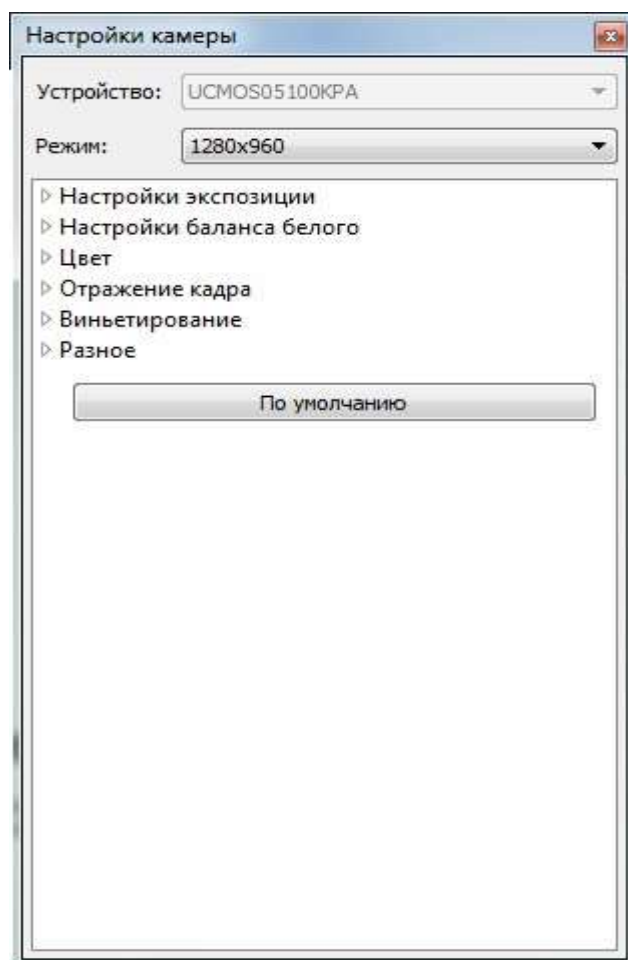 Настройки камеры
Устройство: UCMOS05100KPA
Режим: 1280x960
Настройки экспозиции
Настройки баланса белого
Цвет
Отражение кадра
Виньетирование
Разное
По умолчанию